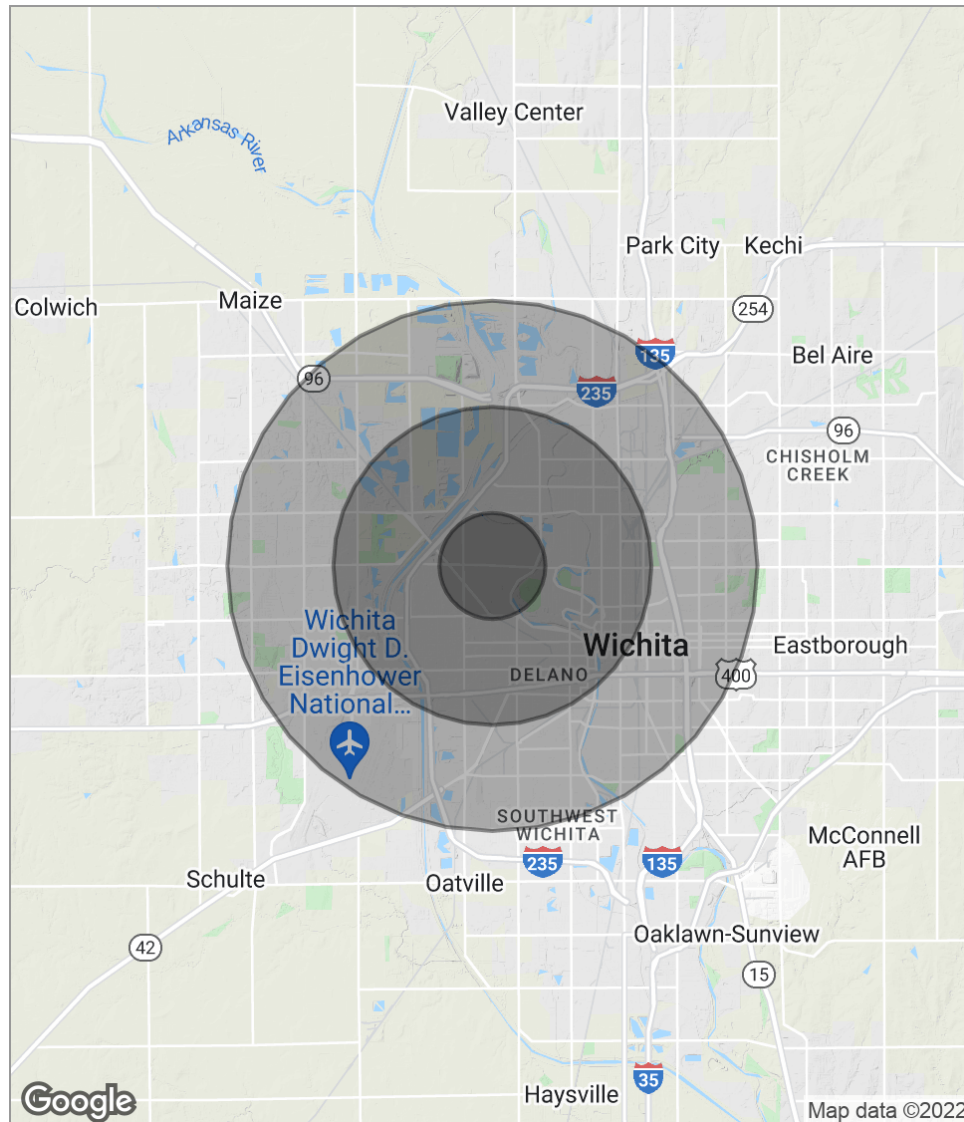 Valley Center
Arkansas River
Park City
Kechi
Colwich
Maize
254
135
Bel Aire
96
235
96
CHISHOLM
CREEK
Wichita
Dwight D.
Eisenhower
National...
Wichita
Eastborough
DELANO
400
SOUTHWEST
WICHITA
McConnell
AFB
235
135
Schulte
Oatville
Oaklawn-Sunview
42
15
35
Haysville
Google
Map data ©2022